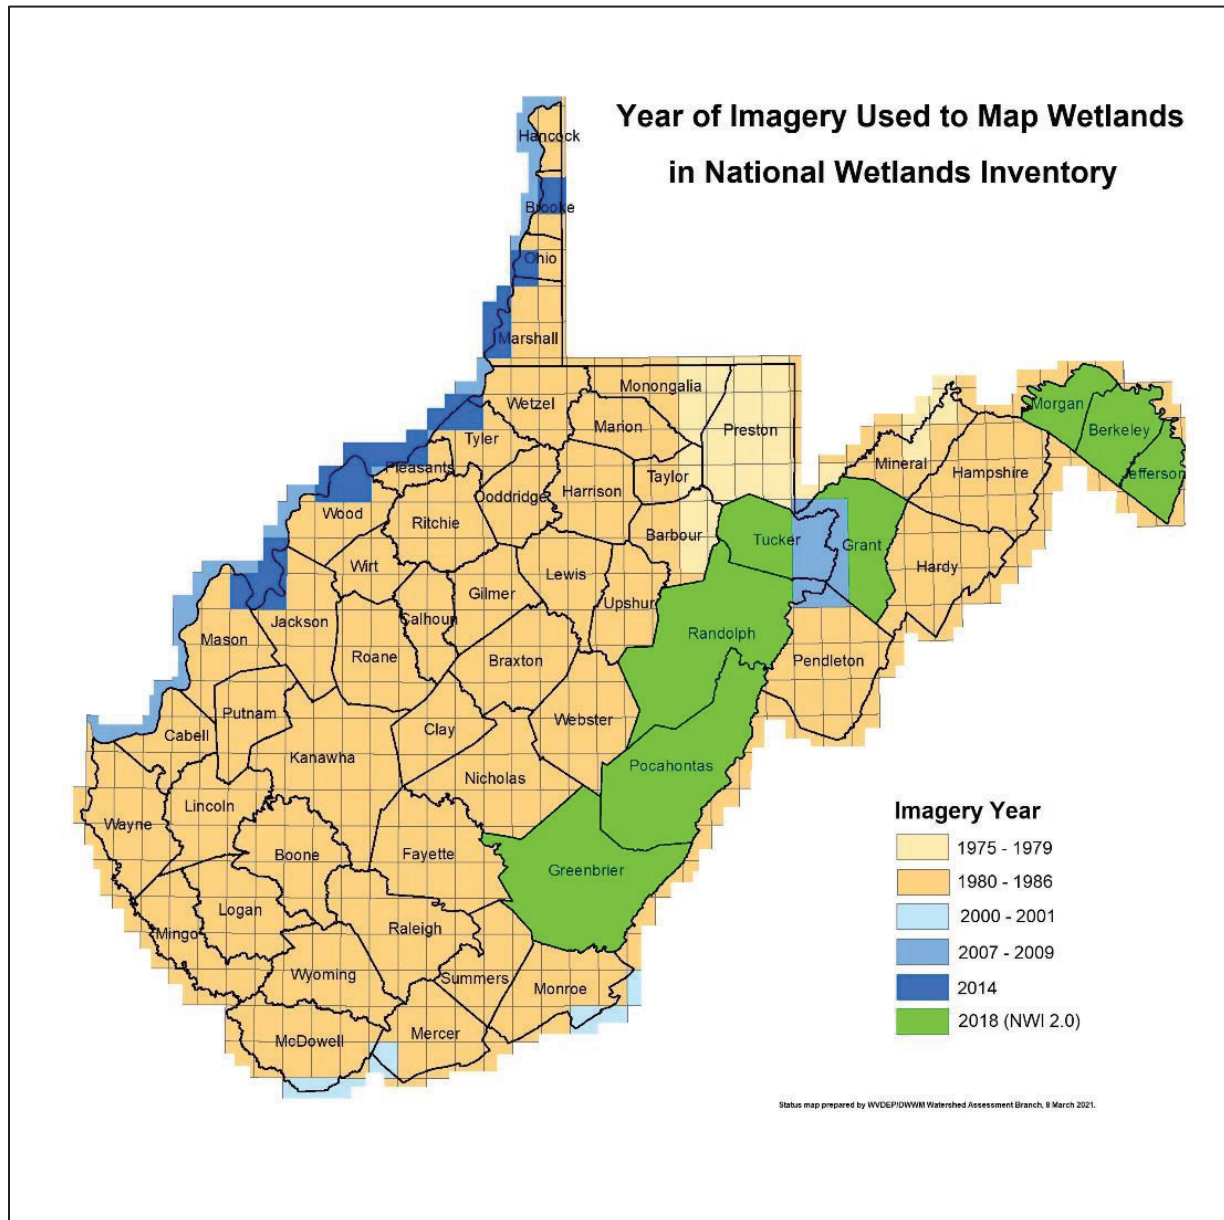 Year of Imagery Used to Map Wetlands
in National Wetlands Inventory
Hancock
Brooke
Ohio
Marshall
Monongalia
Wetzel
Marion
Preston
Tyler
Pleasants
Taylor
Doddridge
Harrison
Wood
Ritchie
Barbour
Tucker
Grant
Mineral
Hampshire
Morgan
Berkeley
Jefferson
Hardy
Wirt
Lewis
Gilmer
Upshur
Calhoun
Jackson
Mason
Roane
Braxton
Randolph
Pendleton
Putnam
Cabell
Clay
Webster
Kanawha
Nicholas
Pocahontas
Lincoln
Wayne
Boone
Fayette
Greenbrier
Logan
Mingo
Raleigh
Wyoming
Summers
Monroe
McDowell
Mercer
Imagery Year
1975 - 1979
1980 - 1986
2000 - 2001
2007 - 2009
2014
2018 (NWI 2.0)
Status map prepared by WVDEP/DWWM Watershed Assessment Branch, 8 March 2021.